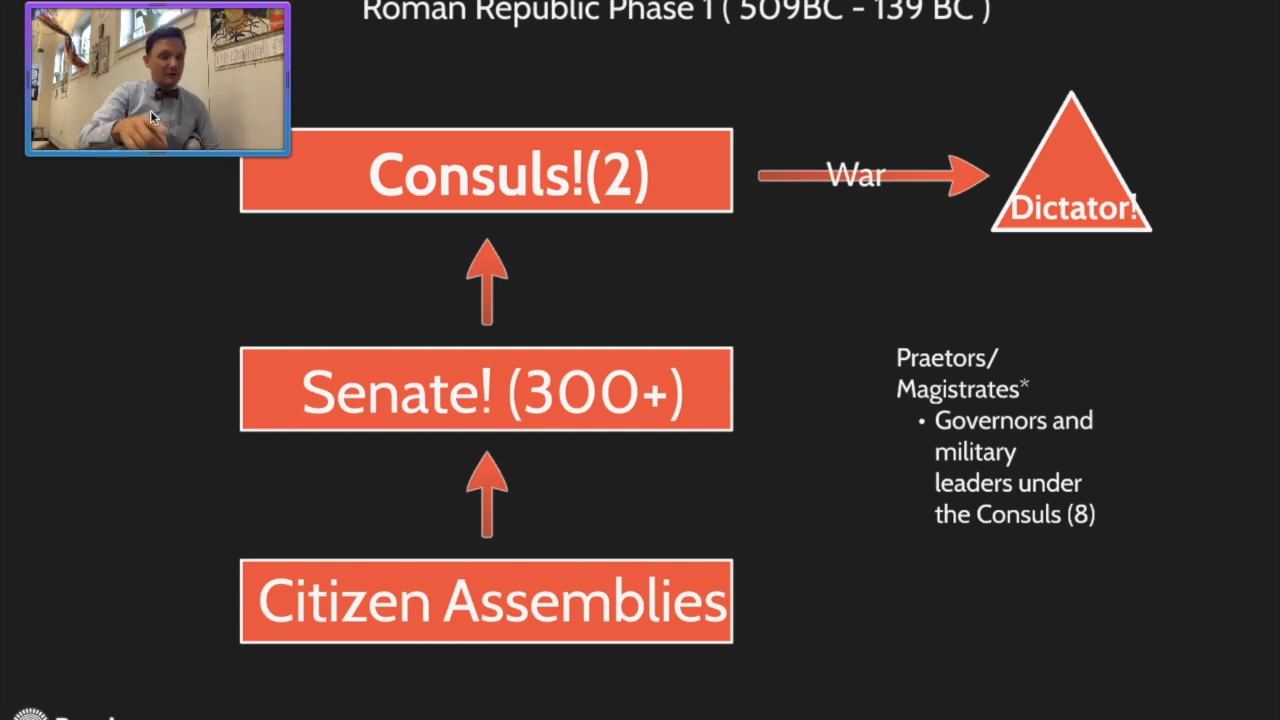 Roman Republic Phase 1 ( 509BC - 139 BC )
Consuls!(2)
War
Dictator!
Senate! (300+)
Praetors/
Magistrates*
• Governors and
military
leaders under
the Consuls (8)
Citizen Assemblies